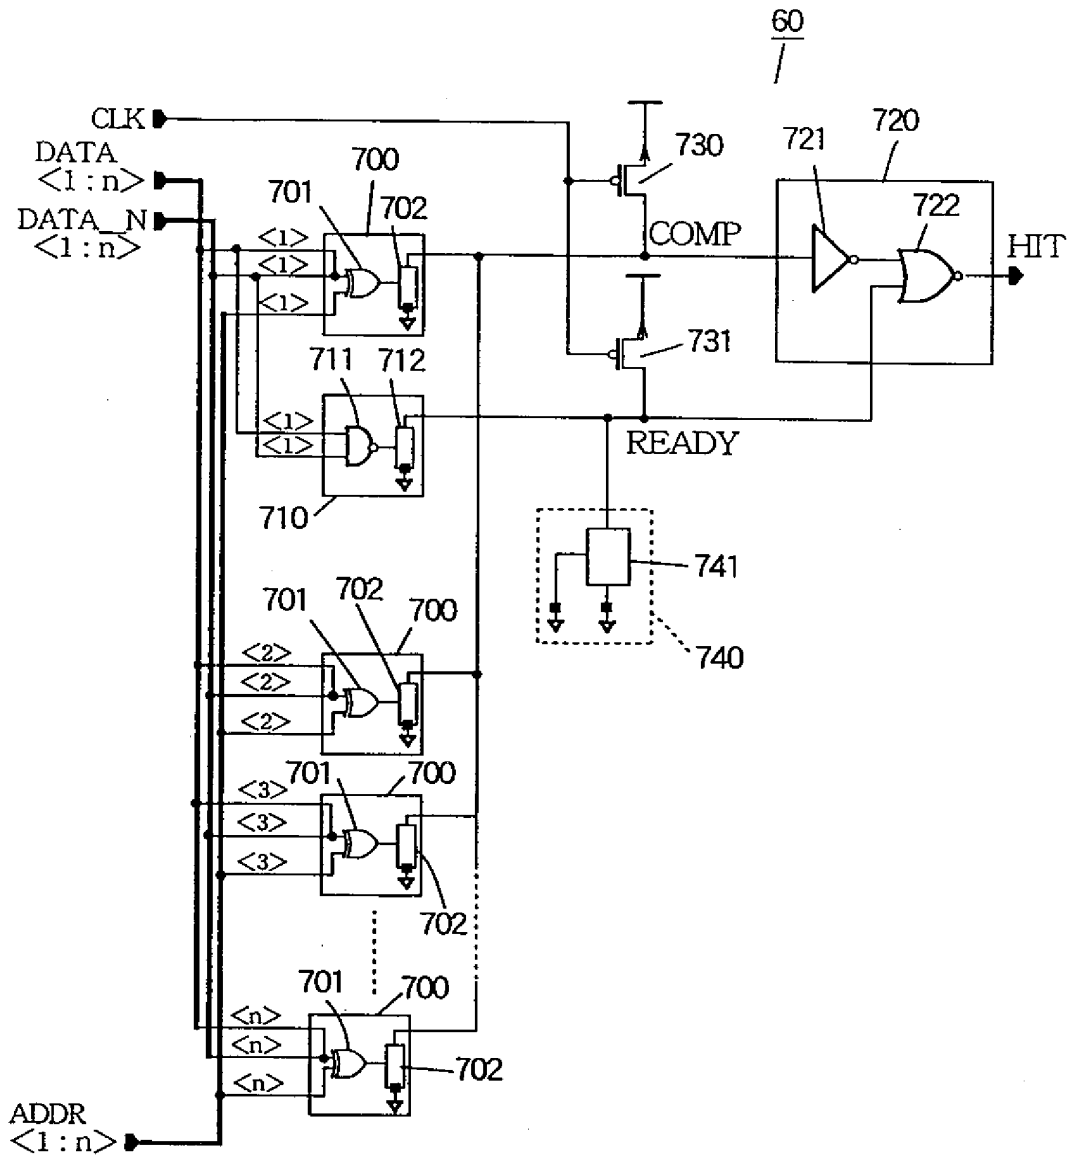 60
CLK
DATA
<1 : n>
DATA_N
<1 : n>
700
701
702
<1>
<1>
<1>
730
COMP
721
720
722
HIT
731
711
712
<1>
<1>
710
READY
741
740
701
702
700
<2>
<2>
<2>
701
700
<3>
<3>
<3>
702
701
700
<n>
<n>
<n>
702
ADDR
<1 : n>